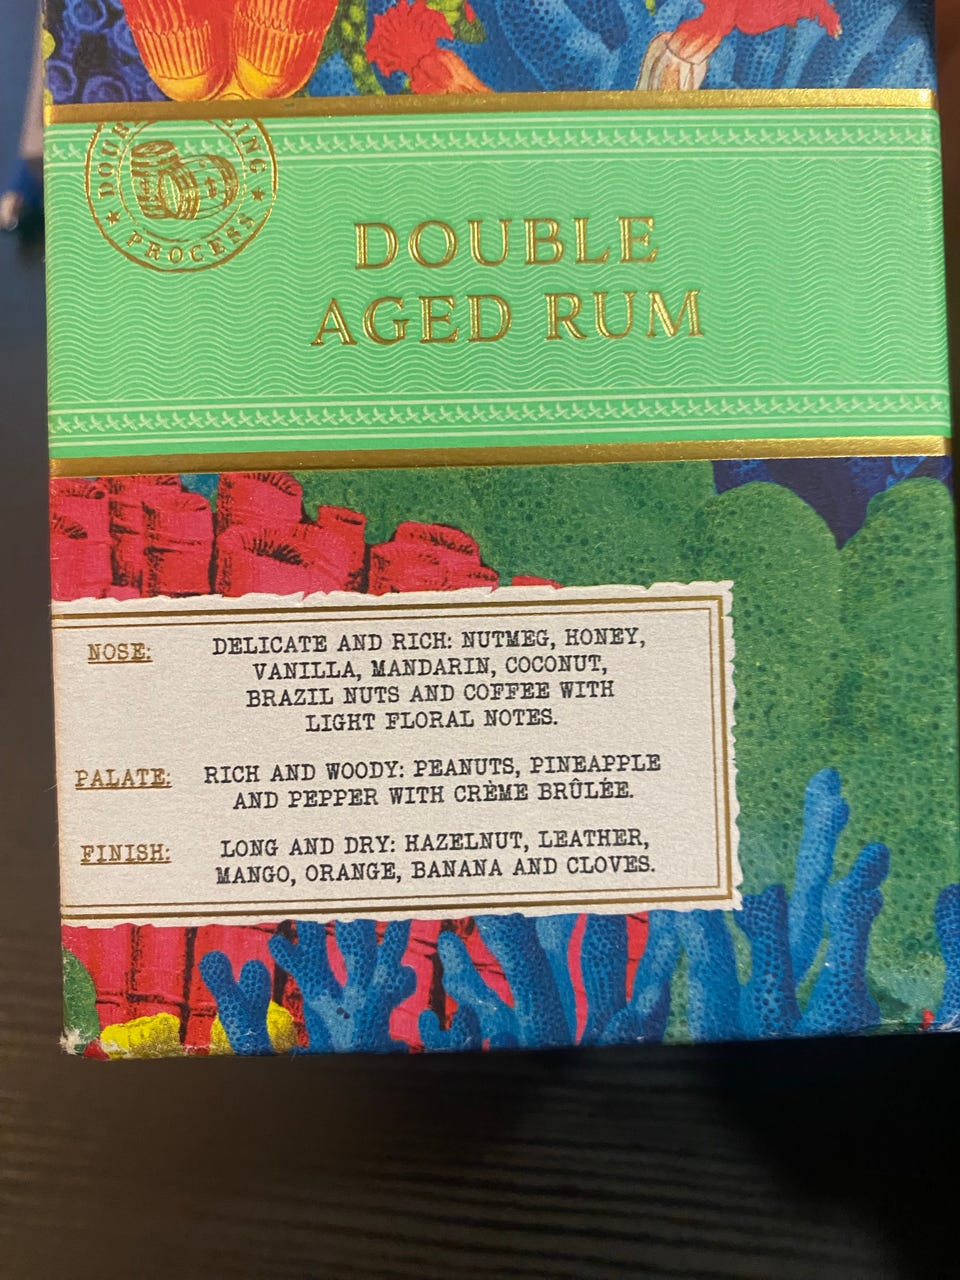 PROCESS
DOUBLE
AGED RUM
NOSE: DELICATE AND RICH: NUTMEG, HONEY,
VANILLA, MANDARIN, COCONUT,
BRAZIL NUTS AND COFFEE WITH
LIGHT FLORAL NOTES.
PALATE: RICH AND WOODY: PEANUTS, PINEAPPLE
AND PEPPER WITH CRÈME BRÛLÉE.
FINISH: LONG AND DRY: HAZELNUT, LEATHER,
MANGO, ORANGE, BANANA AND CLOVES.